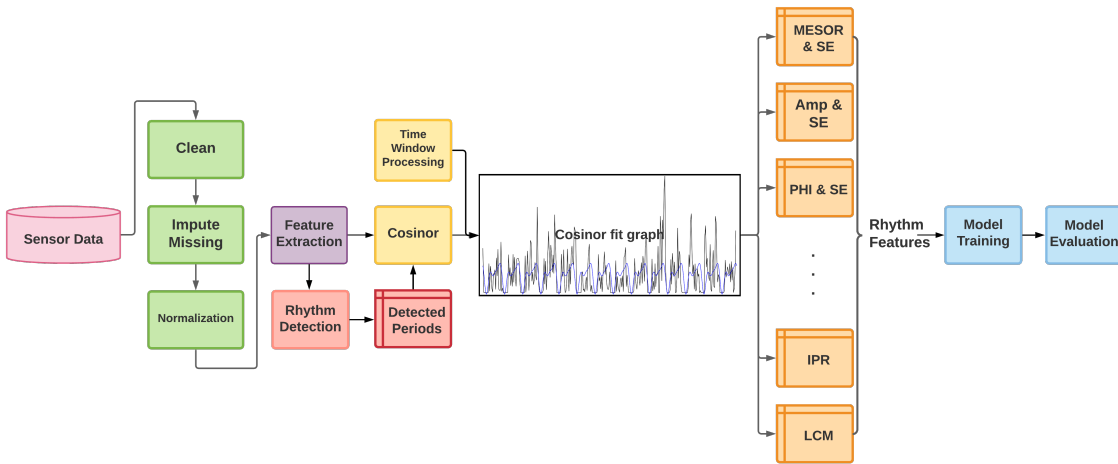 Sensor Data
Clean
Impute
Missing
Normalization
Feature
Extraction
Rhythm
Detection
Time
Window
Processing
Cosinor
Detected
Periods
Cosinor fit graph
MESOR
& SE
Amp &
SE
PHI & SE
.
.
.
IPR
LCM
Rhythm
Features
Model
Training
Model
Evaluation